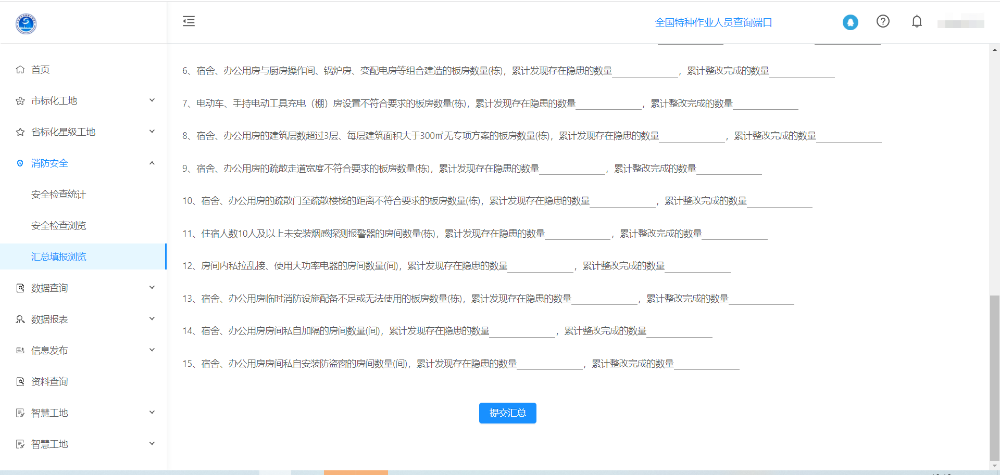 全国特种作业人员查询端口
首页
市标化工地
省标化星级工地
消防安全
安全检查统计
安全检查浏览
汇总填报浏览
数据查询
数据报表
信息发布
资料查询
智慧工地
智慧工地
6、宿舍、办公用房与厨房操作间、锅炉房、变配电房等组合建造的板房数量(栋)，累计发现存在隐患的数量，累计整改完成的数量
7、电动车、手持电动工具充电（棚）房设置不符合要求的板房数量(栋)，累计发现存在隐患的数量，累计整改完成的数量
8、宿舍、办公用房的建筑层数超过3层、每层建筑面积大于300㎡无专项方案的板房数量(栋)，累计发现存在隐患的数量，累计整改完成的数量
9、宿舍、办公用房的疏散走道宽度不符合要求的板房数量(栋)，累计发现存在隐患的数量，累计整改完成的数量
10、宿舍、办公用房的疏散门至疏散楼梯的距离不符合要求的板房数量(栋)，累计发现存在隐患的数量，累计整改完成的数量
11、住宿人数10人及以上未安装烟感探测报警器的房间数量(栋)，累计发现存在隐患的数量，累计整改完成的数量
12、房间内私拉乱接、使用大功率电器的房间数量(间)，累计发现存在隐患的数量，累计整改完成的数量
13、宿舍、办公用房临时消防设施配备不足或无法使用的板房数量(栋)，累计发现存在隐患的数量，累计整改完成的数量
14、宿舍、办公用房房间私自加隔的房间数量(间)，累计发现存在隐患的数量，累计整改完成的数量
15、宿舍、办公用房房间私自安装防盗窗的房间数量(间)，累计发现存在隐患的数量，累计整改完成的数量
提交汇总